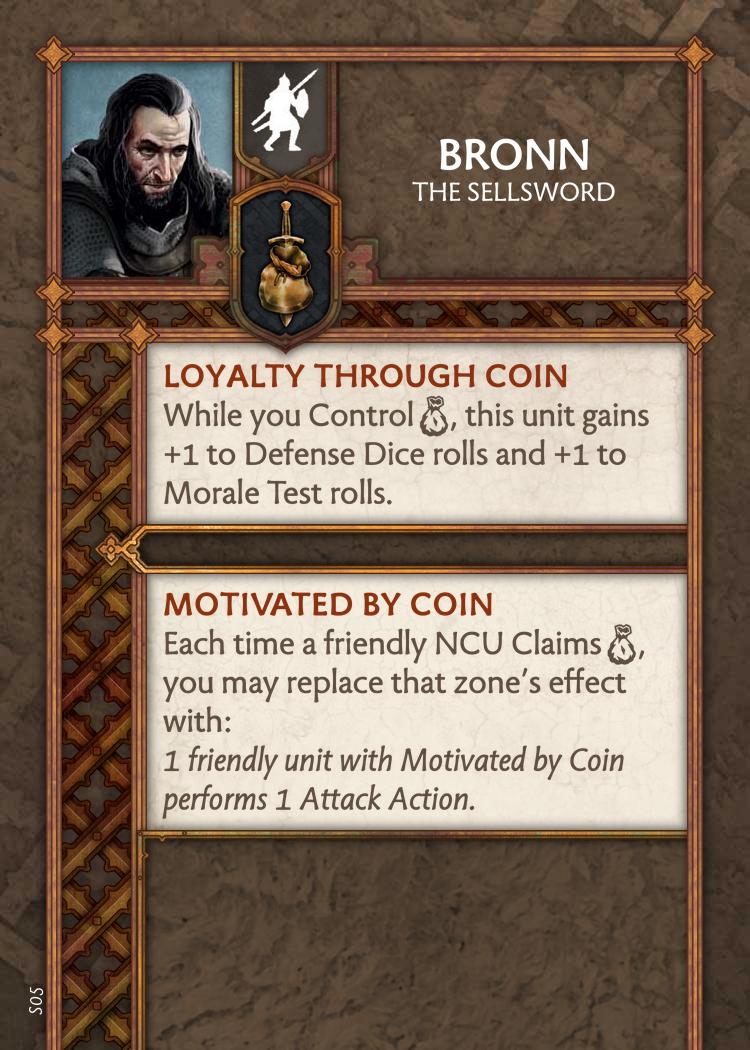 BRONN
THE SELLSWORD
LOYALTY THROUGH COIN
While you Control , this unit gains
+1 to Defense Dice rolls and +1 to
Morale Test rolls.
MOTIVATED BY COIN
Each time a friendly NCU Claims ,
you may replace that zone's effect
with:
1 friendly unit with Motivated by Coin
performs 1 Attack Action.
S05